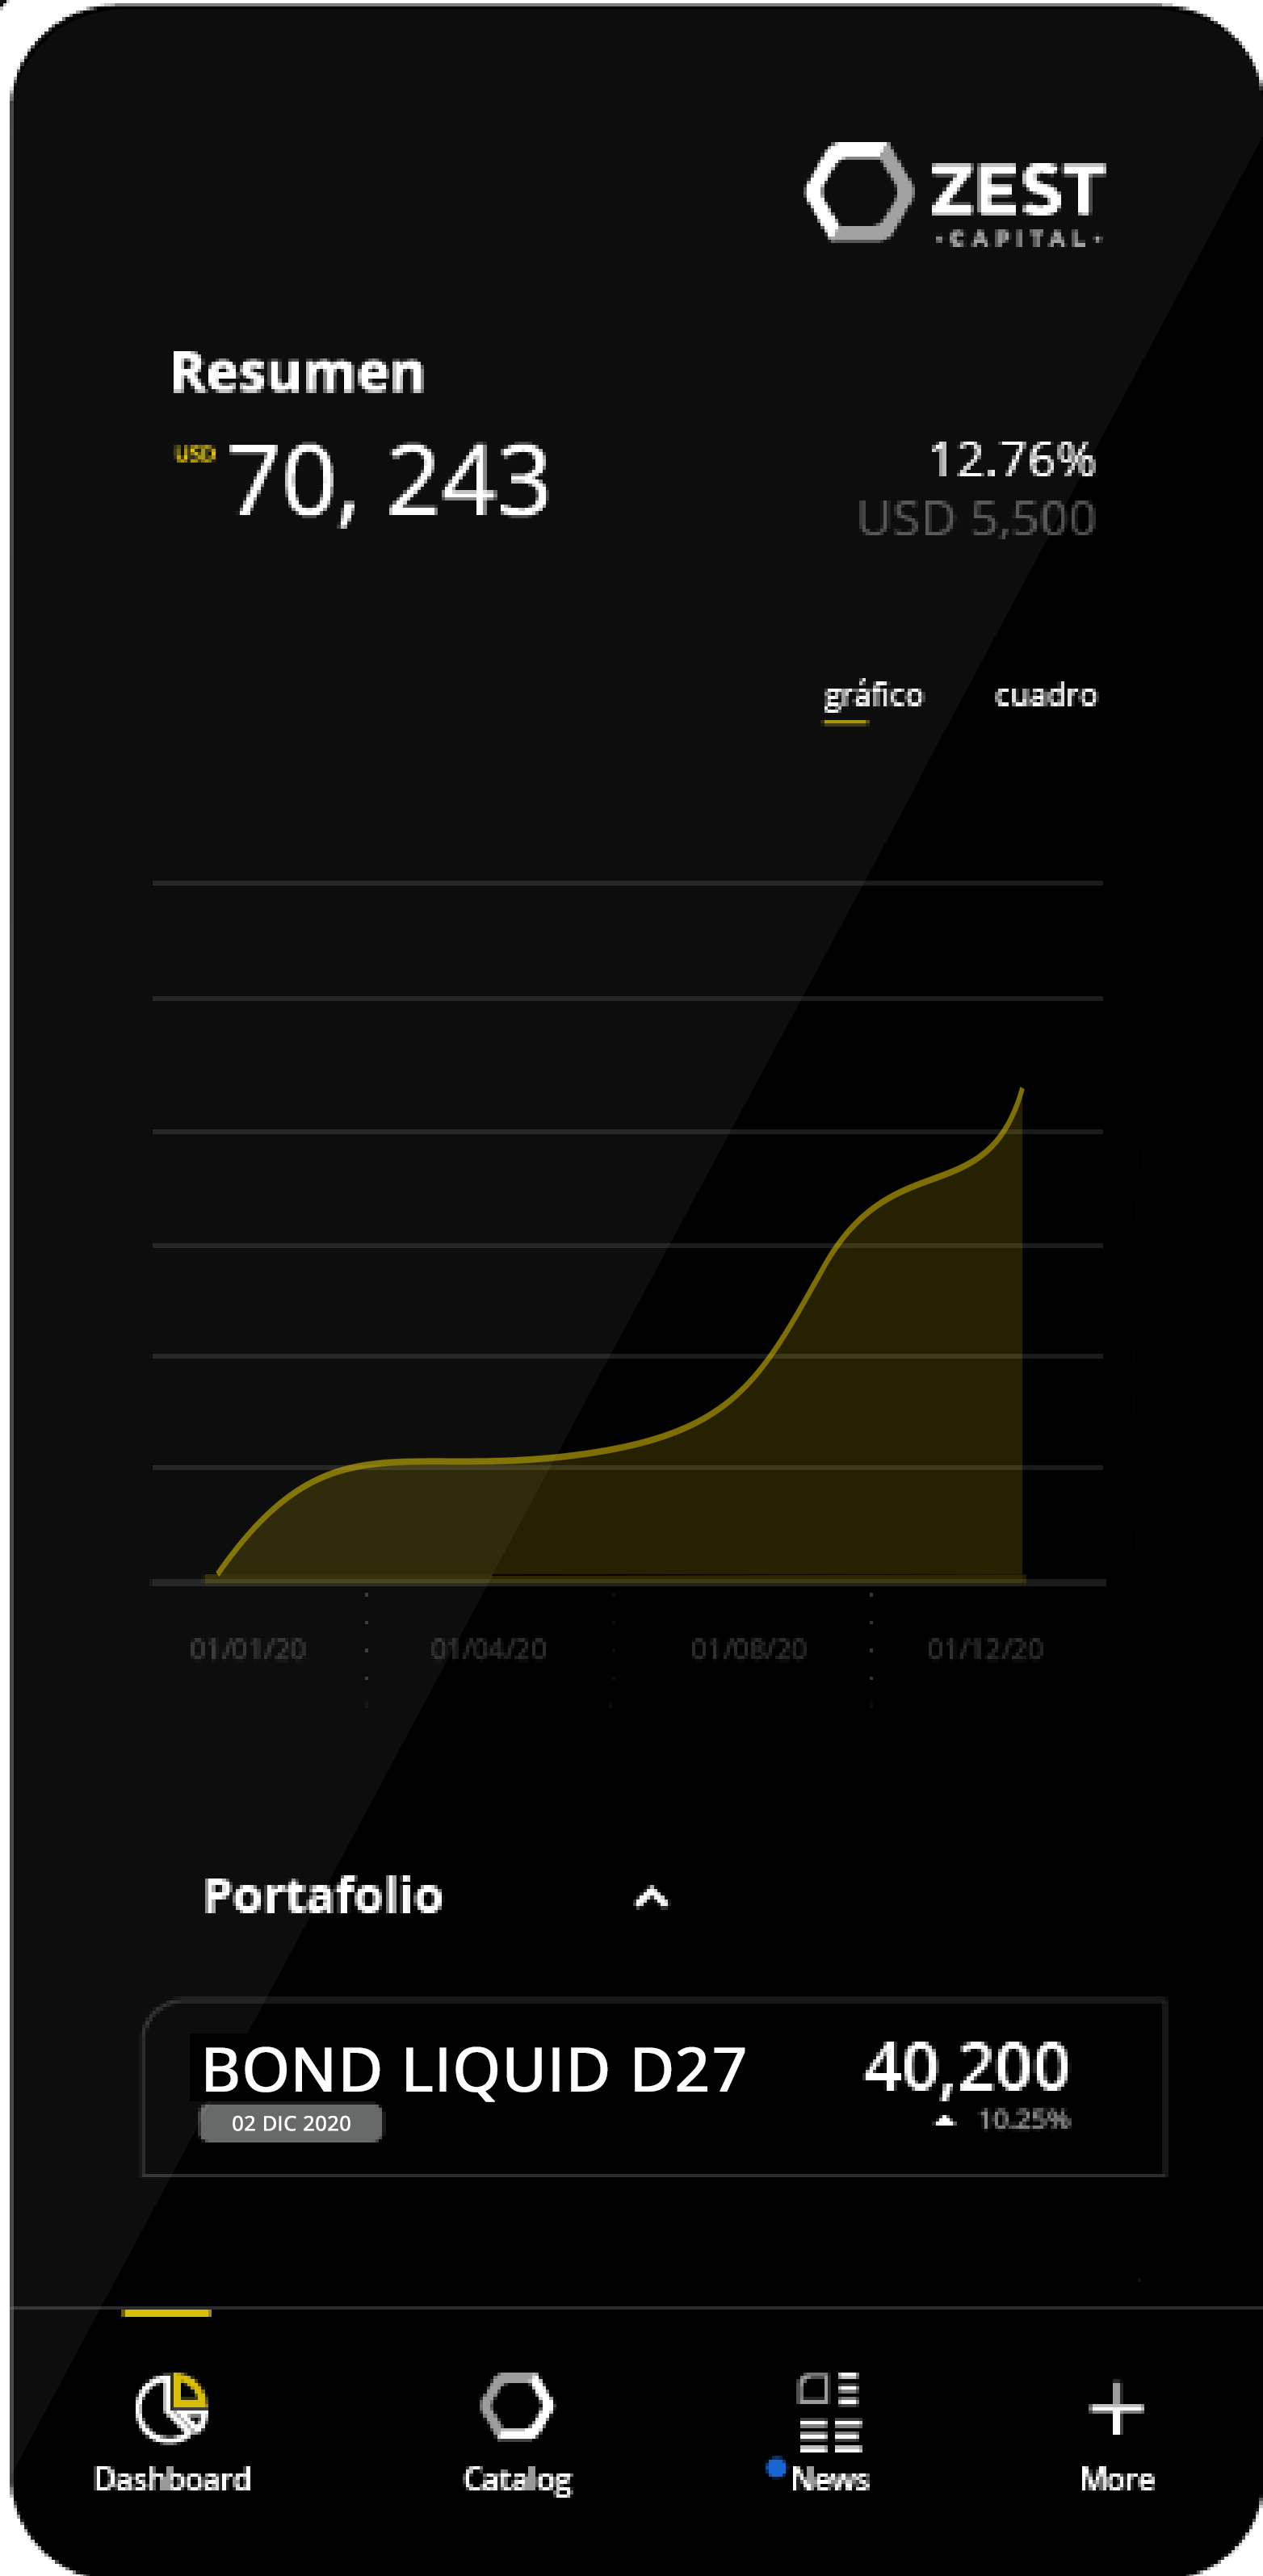 ZEST
·CAPITAL·
Resumen
USD 70, 243
12.76%
USD 5,500
gráfico cuadro
01/01/20 01/04/20 01/08/20 01/12/20
Portafolio
BOND LIQUID D27 40,200
02 DIC 2020 10.25%
Dashboard Catalog News More